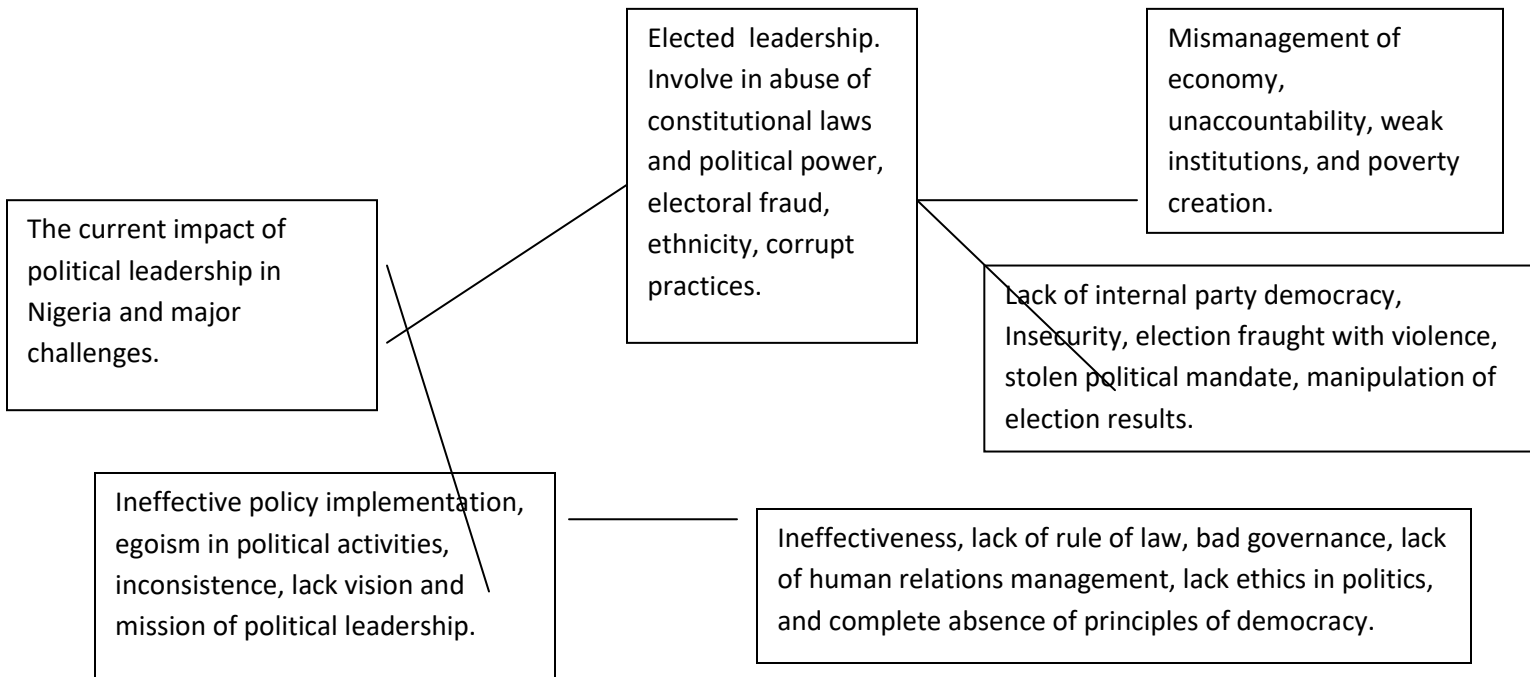 The current impact of
political leadership in
Nigeria and major
challenges.
Elected leadership.
Involve in abuse of
constitutional laws
and political power,
electoral fraud,
ethnicity, corrupt
practices.
Mismanagement of
economy,
unaccountability, weak
institutions, and poverty
creation.
Lack of internal party democracy,
Insecurity, election fraught with violence,
stolen political mandate, manipulation of
election results.
Ineffective policy implementation,
egoism in political activities,
inconsistence, lack vision and
mission of political leadership.
Ineffectiveness, lack of rule of law, bad governance, lack
of human relations management, lack ethics in politics,
and complete absence of principles of democracy.